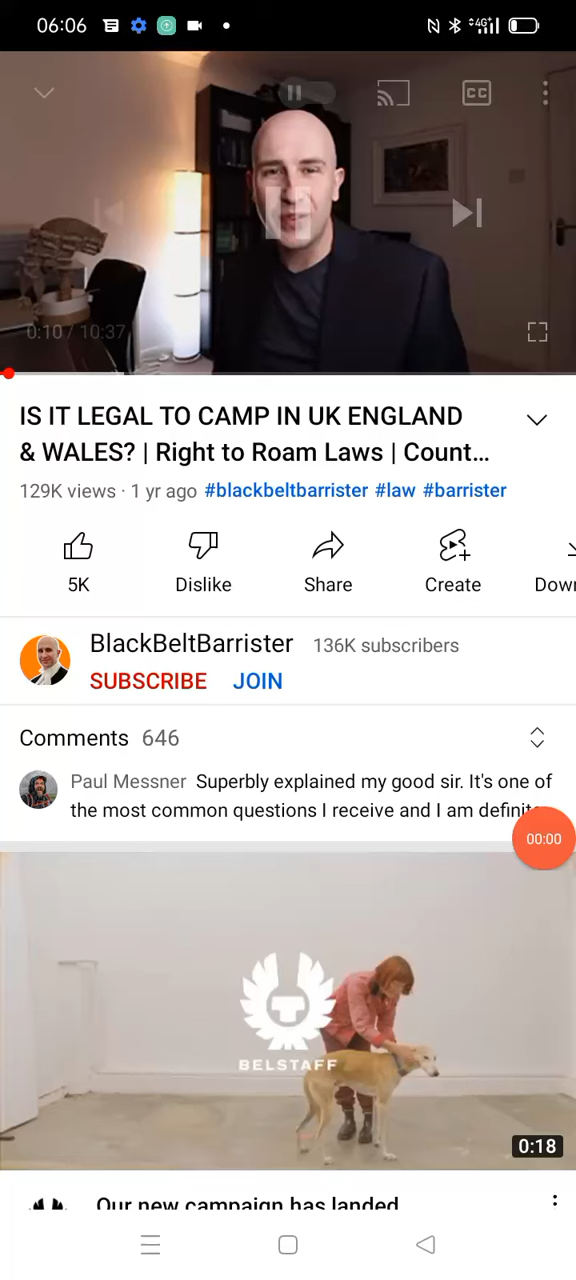 06:06
4G+
CC
0:10 / 10:37
IS IT LEGAL TO CAMP IN UK ENGLAND
& WALES? | Right to Roam Laws | Count...
129K views · 1 yr ago #blackbeltbarrister #law #barrister
5K
Dislike
Share
Create
Down
BlackBeltBarrister 136K subscribers
SUBSCRIBE JOIN
Comments 646
Paul Messner Superbly explained my good sir. It's one of
the most common questions I receive and I am definite
00:00
BELSTAFF
0:18
Our new campaign has landed